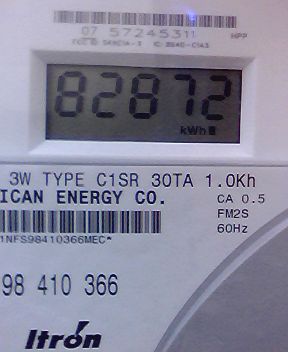 07 57245311 HPP
82872
kWh
3W TYPE C1SR 30TA 1.0Kh
ICAN ENERGY CO. CA 0.5
FM2S
60Hz
1NFS98410366MEC*
98 410 366
Itron